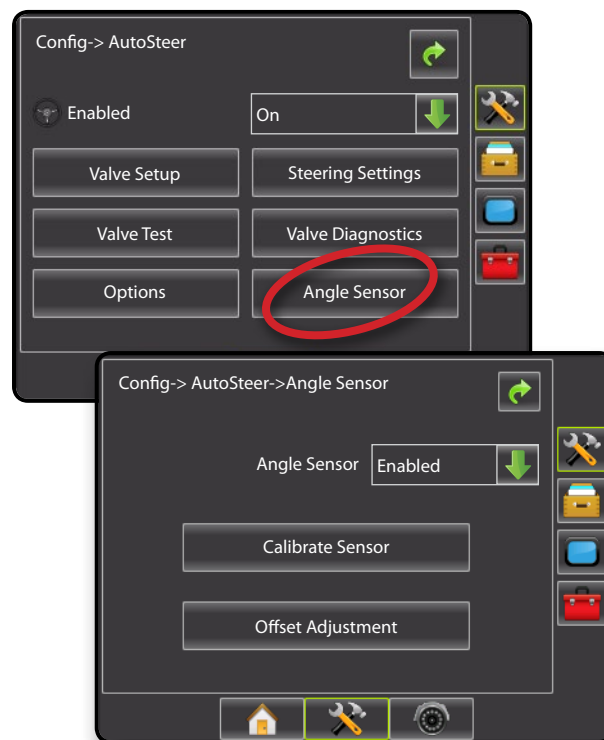 Config-> AutoSteer
Enabled
On
Valve Setup
Steering Settings
Valve Test
Valve Diagnostics
Options
Angle Sensor
Config-> AutoSteer->Angle Sensor
Angle Sensor
Enabled
Calibrate Sensor
Offset Adjustment